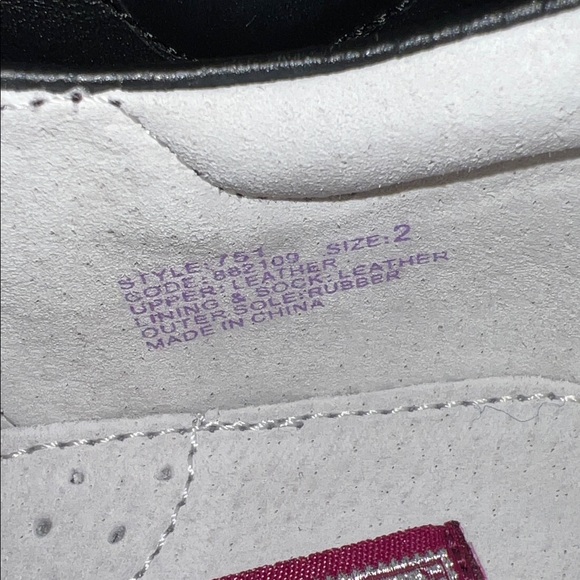 STYLE: 751
CODE: 882109 SIZE: 2
UPPER: LEATHER
LINING & SOCK: LEATHER
OUTER SOLE: RUBBER
MADE IN CHINA